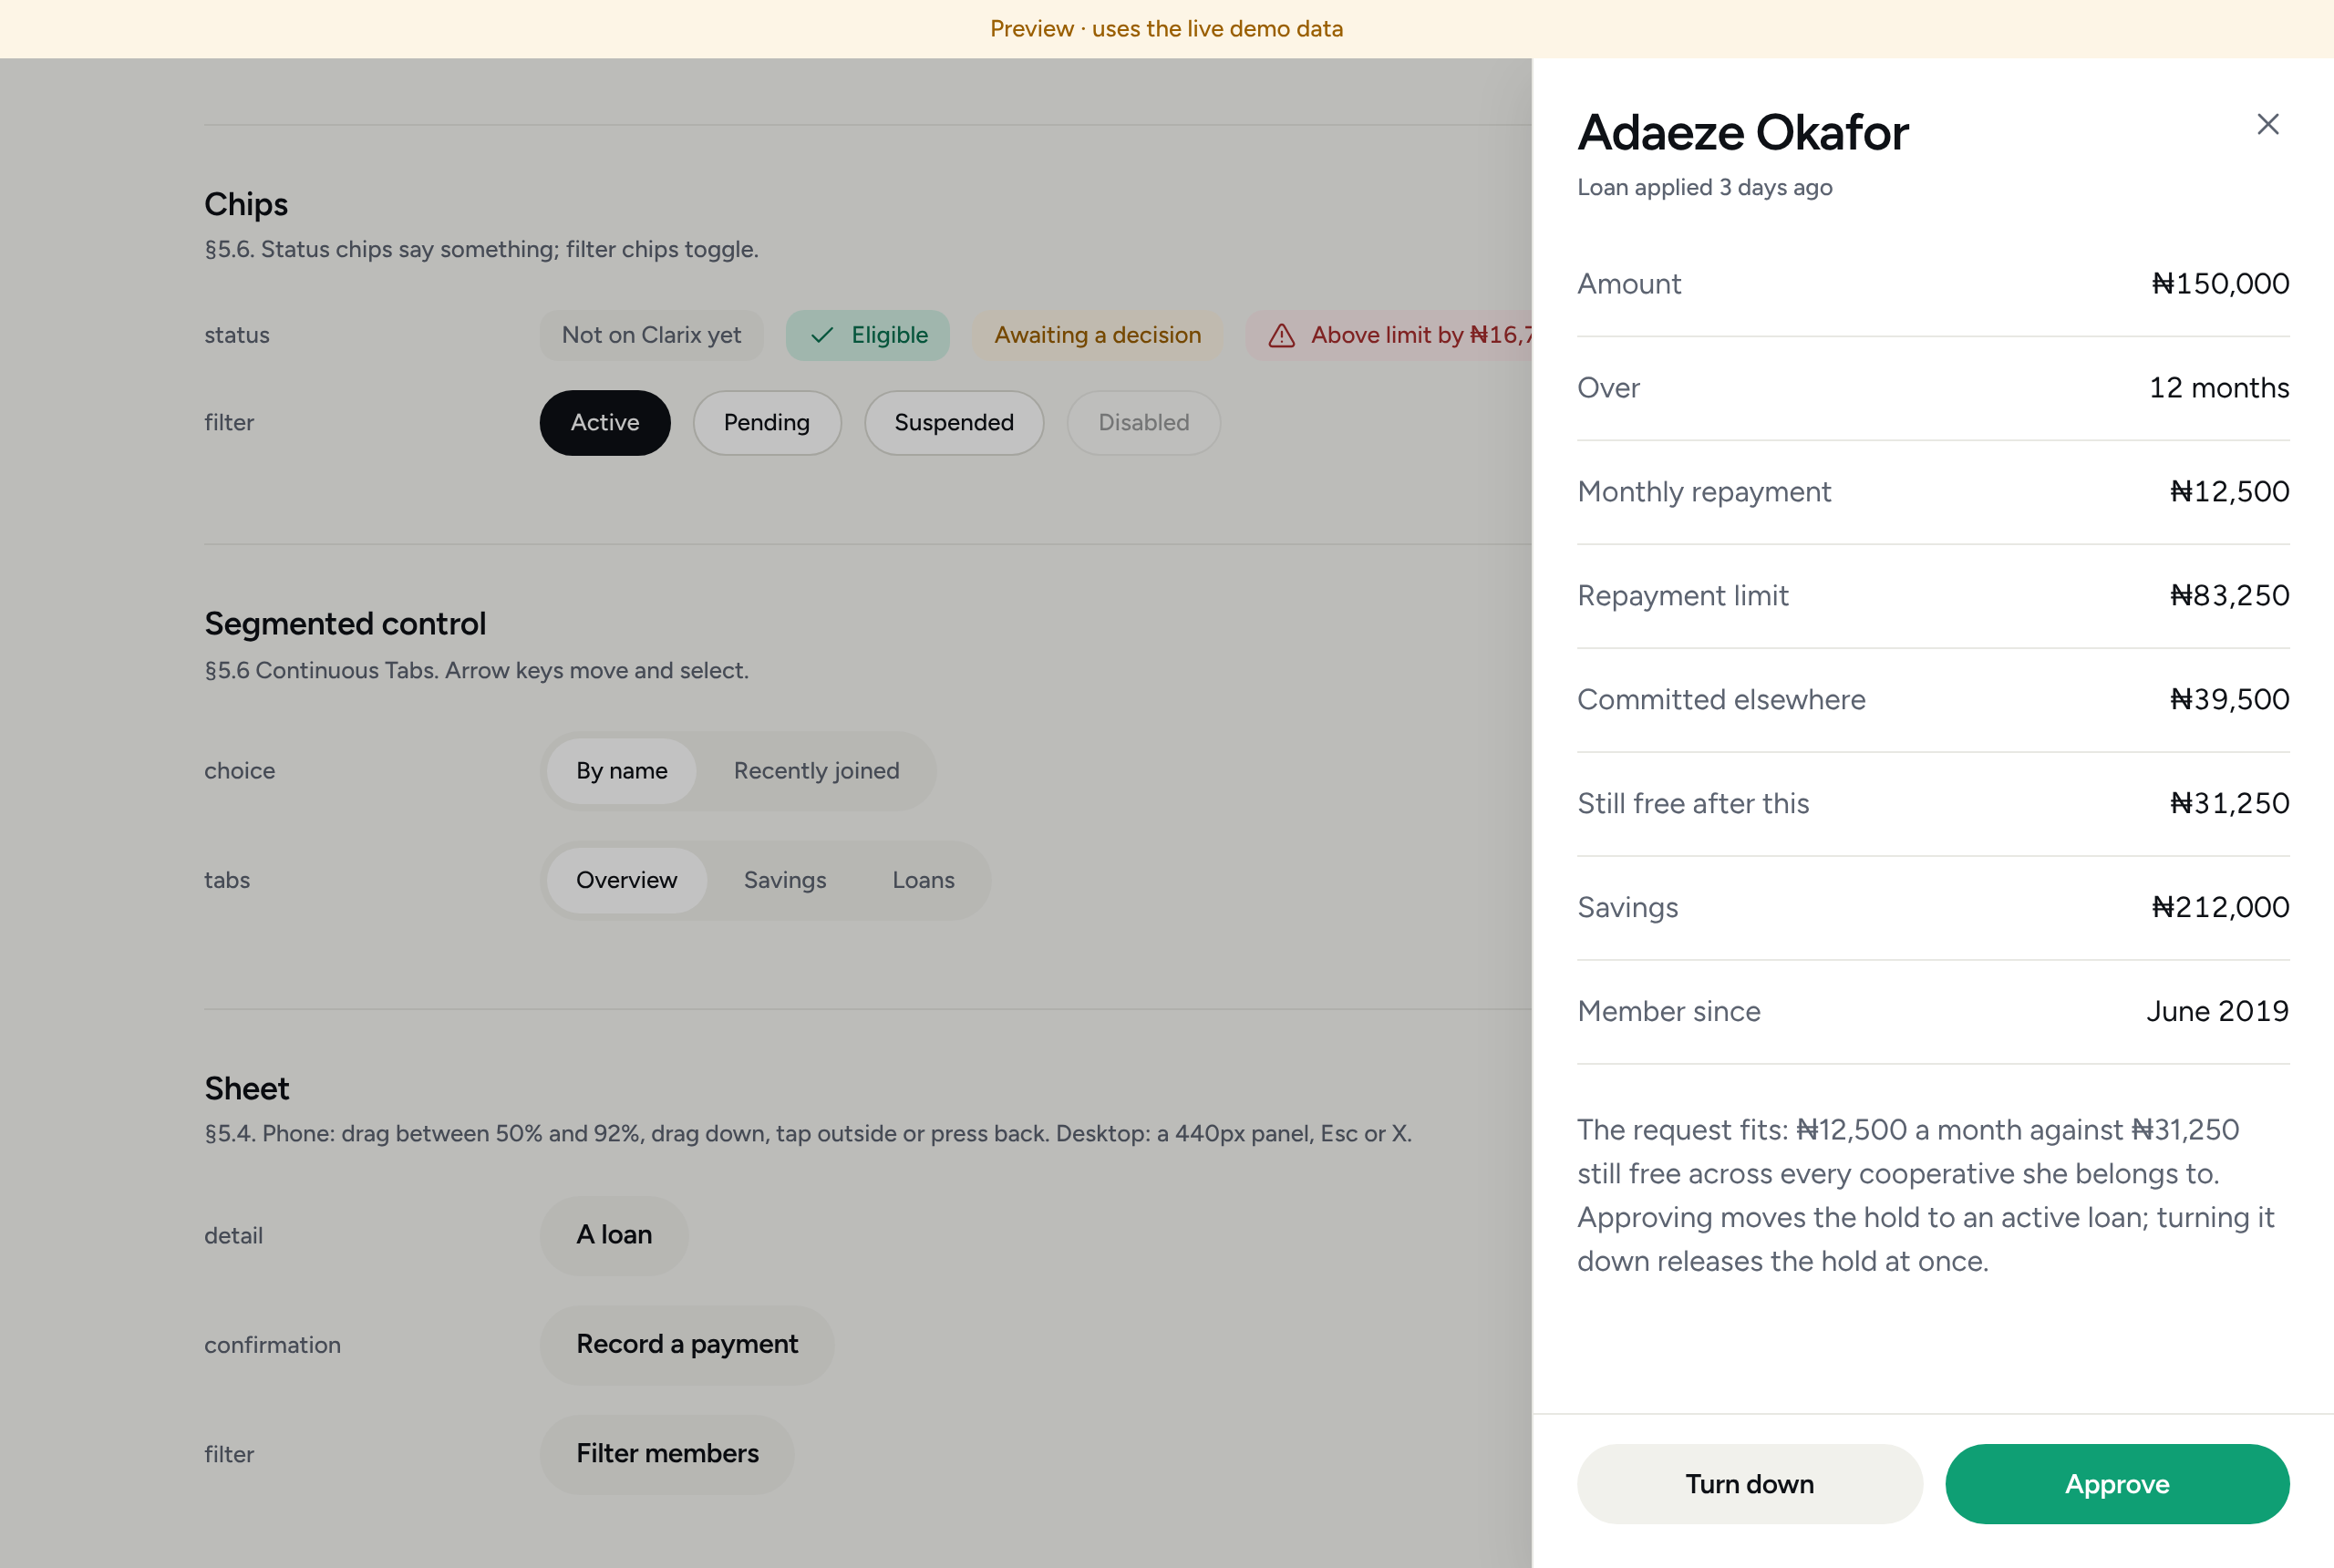 Preview · uses the live demo data
Chips
§5.6. Status chips say something; filter chips toggle.
status
Not on Clarix yet
Eligible
Awaiting a decision
Above limit by ₦16,7
filter
Active
Pending
Suspended
Disabled
Segmented control
§5.6 Continuous Tabs. Arrow keys move and select.
choice
By name
Recently joined
tabs
Overview
Savings
Loans
Sheet
§5.4. Phone: drag between 50% and 92%, drag down, tap outside or press back. Desktop: a 440px panel, Esc or X.
detail
A loan
confirmation
Record a payment
filter
Filter members
Adaeze Okafor
Loan applied 3 days ago
Amount ₦150,000
Over 12 months
Monthly repayment ₦12,500
Repayment limit ₦83,250
Committed elsewhere ₦39,500
Still free after this ₦31,250
Savings ₦212,000
Member since June 2019
The request fits: ₦12,500 a month against ₦31,250
still free across every cooperative she belongs to.
Approving moves the hold to an active loan; turning it
down releases the hold at once.
Turn down
Approve